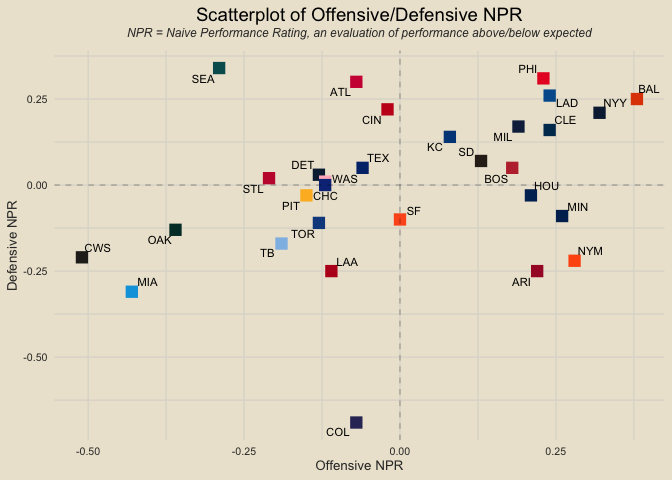 Scatterplot of Offensive/Defensive NPR
NPR = Naive Performance Rating, an evaluation of performance above/below expected
SEA
ATL
PHI
BAL
CIN
LAD
NYY
0.25
CLE
MIL
KC
SD
TEX
DET
WAS
BOS
HOU
0.00
STL
CHC
PIT
SF
MIN
OAK
TOR
TB
CWS
LAA
NYM
ARI
MIA
-0.25
-0.50
COL
Defensive NPR
-0.50
-0.25
0.00
0.25
Offensive NPR